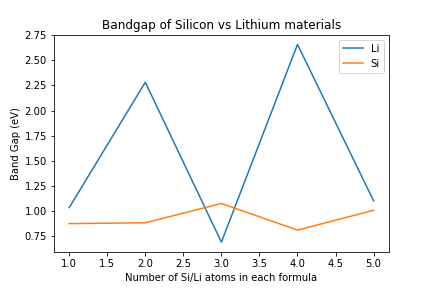 Bandgap of Silicon vs Lithium materials
Li
Si
2.75
2.50
2.25
2.00
1.75
1.50
1.25
1.00
0.75
Band Gap (eV)
1.0 1.5 2.0 2.5 3.0 3.5 4.0 4.5 5.0
Number of Si/Li atoms in each formula